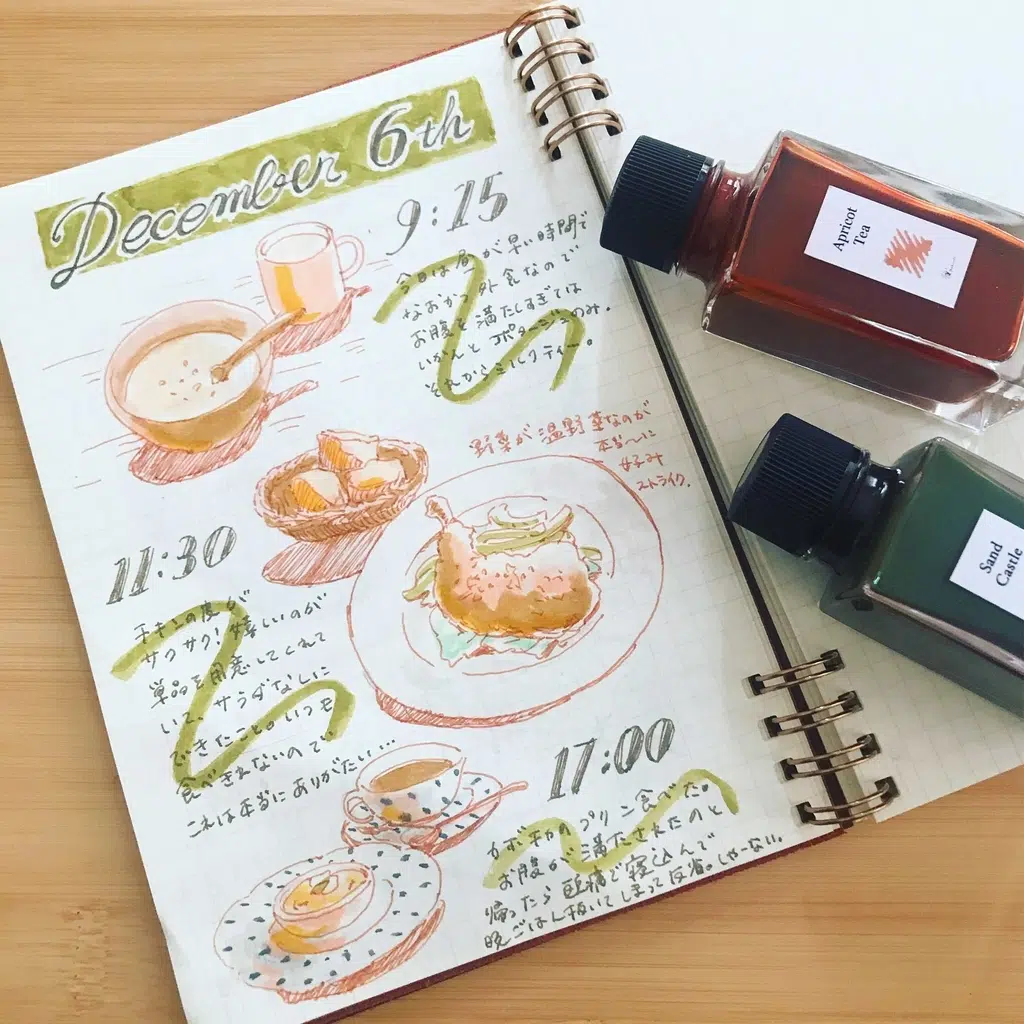 December 6th
9:15
今日は昼が早い時間で
なおかつ外食なので
お腹を満たしすぎては
いかんと ポタージュのみ。
それからミルクティー。
野菜が温野菜なのが
本当〜に
好み
ストライク。
11:30
チキンの皮が
サクサク!嬉しいのが
単品を用意してくれて
いて、サラダなしに
できたこと。いつも
食べきれないので
これは本当にありがたい…
17:00
カボチャのプリン食べた。
お腹が満たされたのと
帰ったら頭痛で寝込んで
晩ごはん抜いてしまって反省。しゃーない。
Apricot
Tea
Sand
Castle